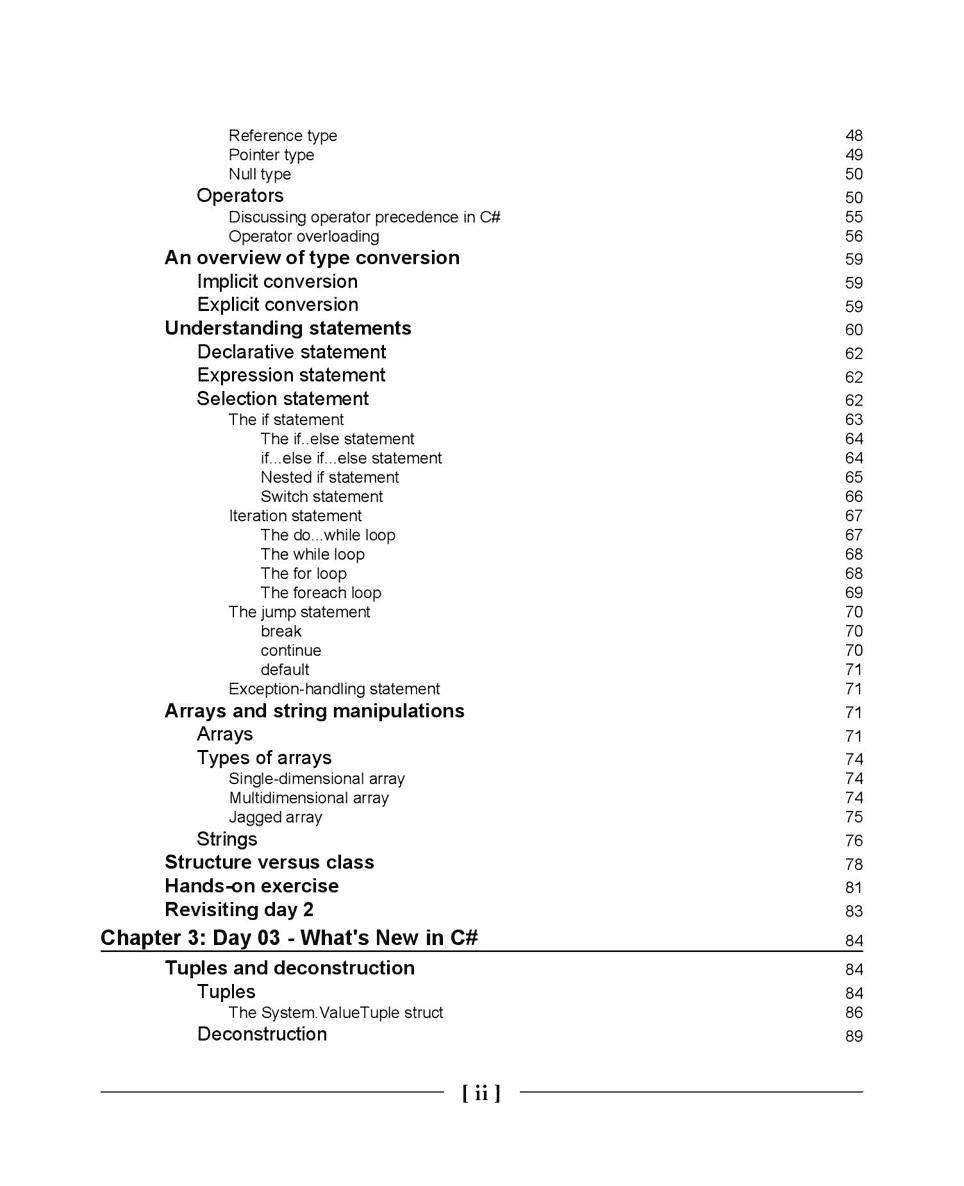 Reference type 48
Pointer type 49
Null type 50
Operators 50
Discussing operator precedence in C# 55
Operator overloading 56
An overview of type conversion 59
Implicit conversion 59
Explicit conversion 59
Understanding statements 60
Declarative statement 62
Expression statement 62
Selection statement 62
The if statement 63
The if..else statement 64
if...else if...else statement 64
Nested if statement 65
Switch statement 66
Iteration statement 67
The do...while loop 67
The while loop 68
The for loop 68
The foreach loop 69
The jump statement 70
break 70
continue 70
default 71
Exception-handling statement 71
Arrays and string manipulations 71
Arrays 71
Types of arrays 74
Single-dimensional array 74
Multidimensional array 74
Jagged array 75
Strings 76
Structure versus class 78
Hands-on exercise 81
Revisiting day 2 83
Chapter 3: Day 03 - What's New in C# 84
Tuples and deconstruction 84
Tuples 84
The System.ValueTuple struct 86
Deconstruction 89
[ ii ]